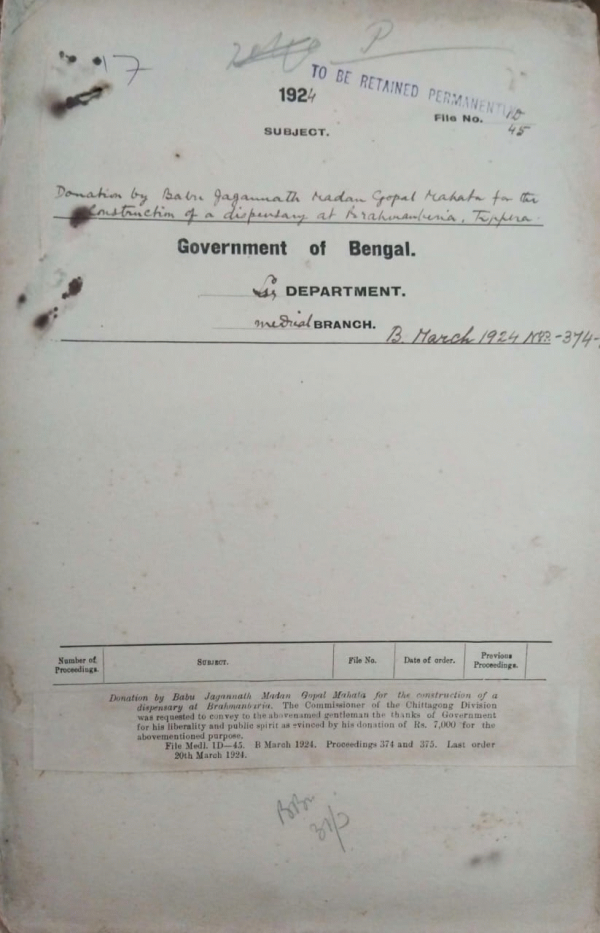 17
P
TO BE RETAINED PERMANENTLY
1924
File No. 1D
45
SUBJECT.
Donation by Babu Jagannath Madan Gopal Mahata for the
Construction of a dispensary at Brahmanberia, Tippera.
Government of Bengal.
DEPARTMENT.
medical BRANCH.
B. March 1924 Nos. -374-
Number of Proceedings.
SUBJECT.
File No.
Date of order.
Previous Proceedings.
Donation by Babu Jagannath Madan Gopal Mahata for the construction of a
dispensary at Brahmanbaria. The Commissioner of the Chittagong Division
was requested to convey to the abovenamed gentleman the thanks of Government
for his liberality and public spirit as evinced by his donation of Rs. 7,000 for the
abovementioned purpose.
File Medl. 1D—45. B March 1924. Proceedings 374 and 375. Last order
20th March 1924.